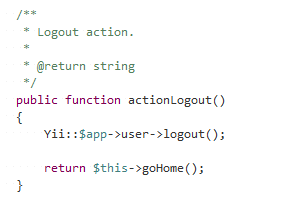 /**
 * Logout action.
 *
 * @return string
 */
public function actionLogout()
{
    Yii::$app->user->logout();

    return $this->goHome();
}